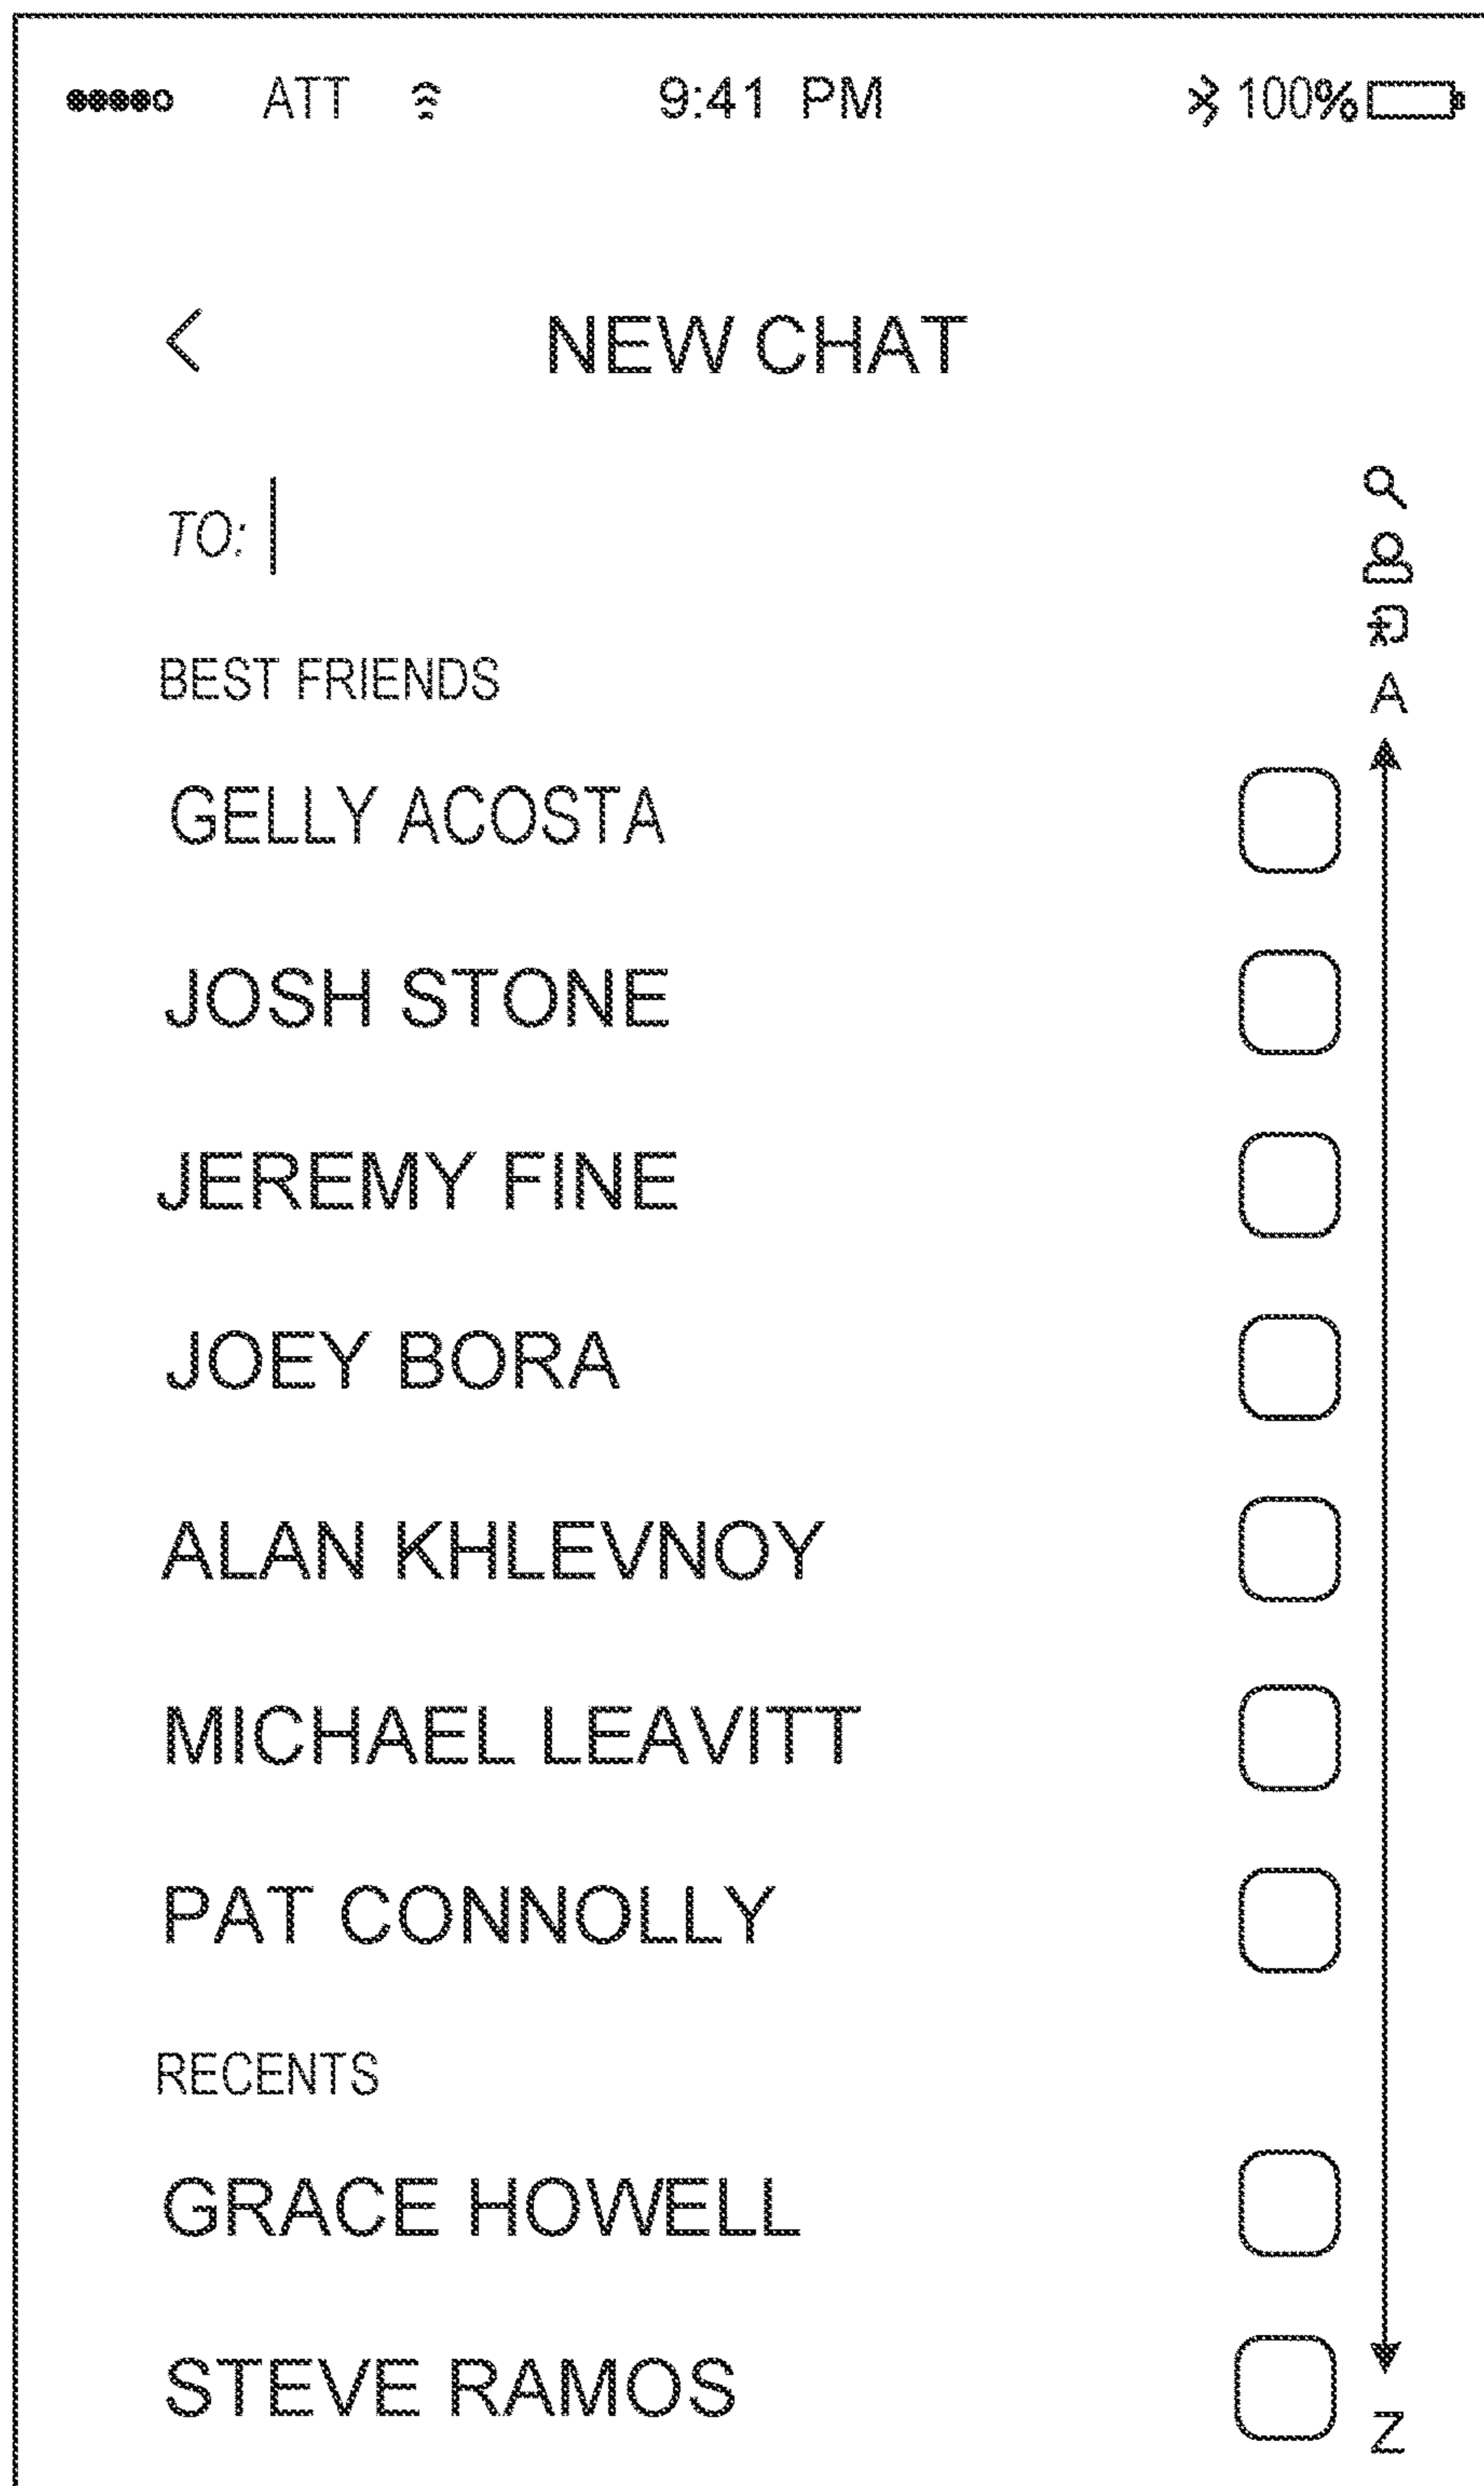 ATT 9:41 PM 100%
< NEW CHAT
TO:
BEST FRIENDS
A
GELLY ACOSTA
JOSH STONE
JEREMY FINE
JOEY BORA
ALAN KHLEVNOY
MICHAEL LEAVITT
PAT CONNOLLY
RECENTS
GRACE HOWELL
STEVE RAMOS
Z